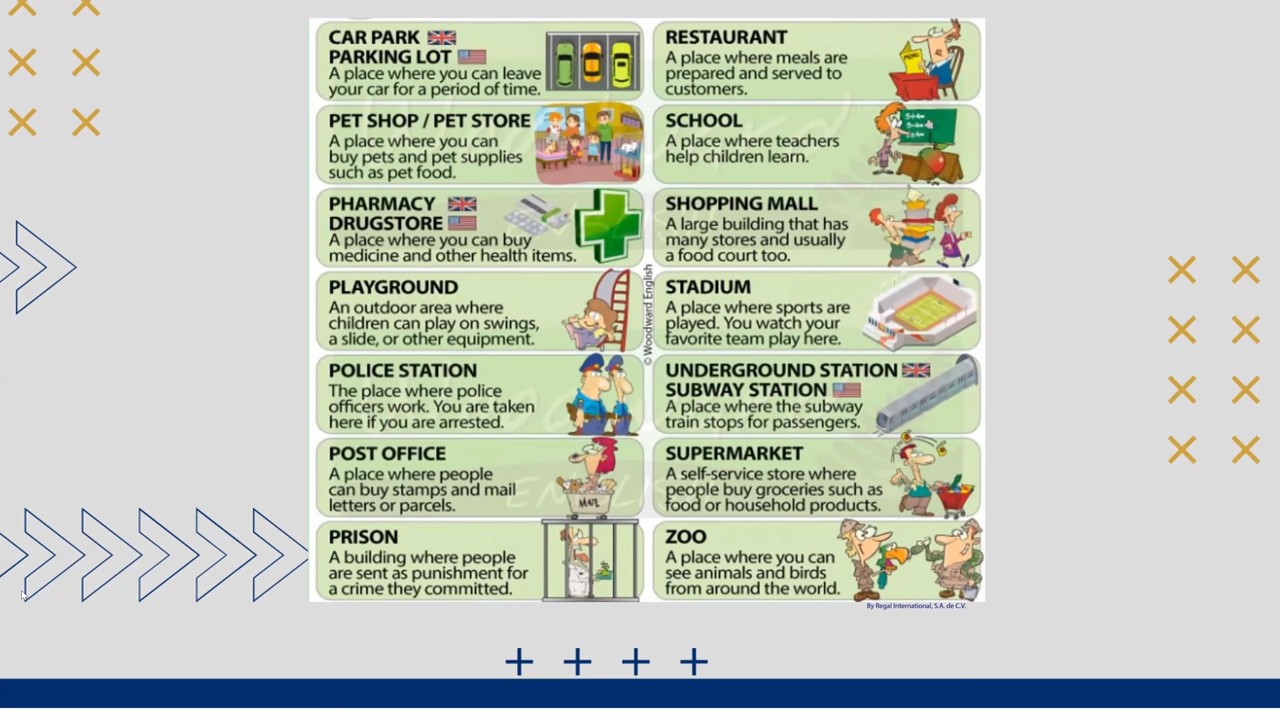 CAR PARK
PARKING LOT
A place where you can leave
your car for a period of time.
PET SHOP / PET STORE
A place where you can
buy pets and pet supplies
such as pet food.
PHARMACY
DRUGSTORE
A place where you can buy
medicine and other health items.
PLAYGROUND
An outdoor area where
children can play on swings,
a slide, or other equipment.
POLICE STATION
The place where police
officers work. You are taken
here if you are arrested.
POST OFFICE
A place where people
can buy stamps and mail
letters or parcels.
MAIL
PRISON
A building where people
are sent as punishment for
a crime they committed.
© Woodward English
RESTAURANT
A place where meals are
prepared and served to
customers.
MENU
SCHOOL
A place where teachers
help children learn.
SHOPPING MALL
A large building that has
many stores and usually
a food court too.
STADIUM
A place where sports are
played. You watch your
favorite team play here.
UNDERGROUND STATION
SUBWAY STATION
A place where the subway
train stops for passengers.
SUPERMARKET
A self-service store where
people buy groceries such as
food or household products.
ZOO
A place where you can
see animals and birds
from around the world.
By Regal International, S.A. de C.V.